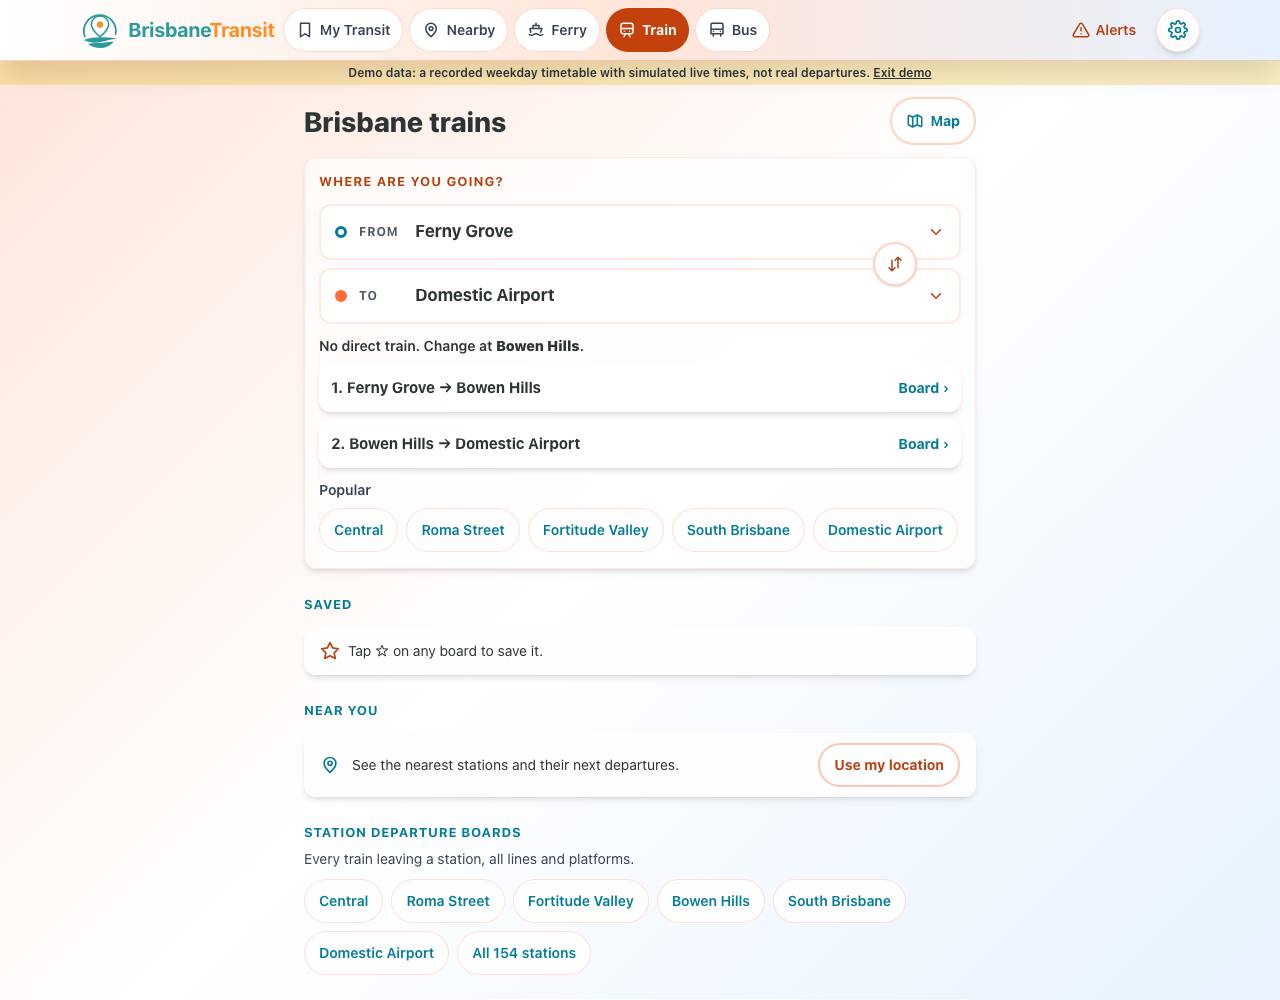 BrisbaneTransit My Transit Nearby Ferry Train Bus Alerts
Demo data: a recorded weekday timetable with simulated live times, not real departures. Exit demo
Brisbane trains Map
WHERE ARE YOU GOING?
FROM Ferny Grove
TO Domestic Airport
No direct train. Change at Bowen Hills.
1. Ferny Grove → Bowen Hills Board ›
2. Bowen Hills → Domestic Airport Board ›
Popular
Central Roma Street Fortitude Valley South Brisbane Domestic Airport
SAVED
Tap ☆ on any board to save it.
NEAR YOU
See the nearest stations and their next departures. Use my location
STATION DEPARTURE BOARDS
Every train leaving a station, all lines and platforms.
Central Roma Street Fortitude Valley Bowen Hills South Brisbane
Domestic Airport All 154 stations